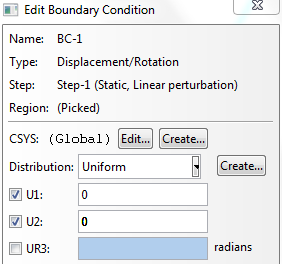 Edit Boundary Condition
Name: BC-1
Type: Displacement/Rotation
Step: Step-1 (Static, Linear perturbation)
Region: (Picked)
CSYS: (Global) Edit... Create...
Distribution: Uniform Create...
U1: 0
U2: 0
UR3: radians